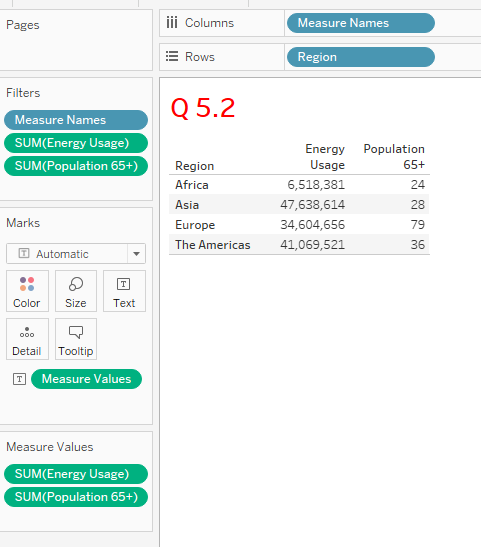 Pages
Columns Measure Names
Rows Region
Filters
Measure Names
SUM(Energy Usage)
SUM(Population 65+)
Marks
Automatic
Color Size Text
Detail Tooltip
Measure Values
Measure Values
SUM(Energy Usage)
SUM(Population 65+)
Q 5.2
Energy Population
Region Usage 65+
Africa 6,518,381 24
Asia 47,638,614 28
Europe 34,604,656 79
The Americas 41,069,521 36